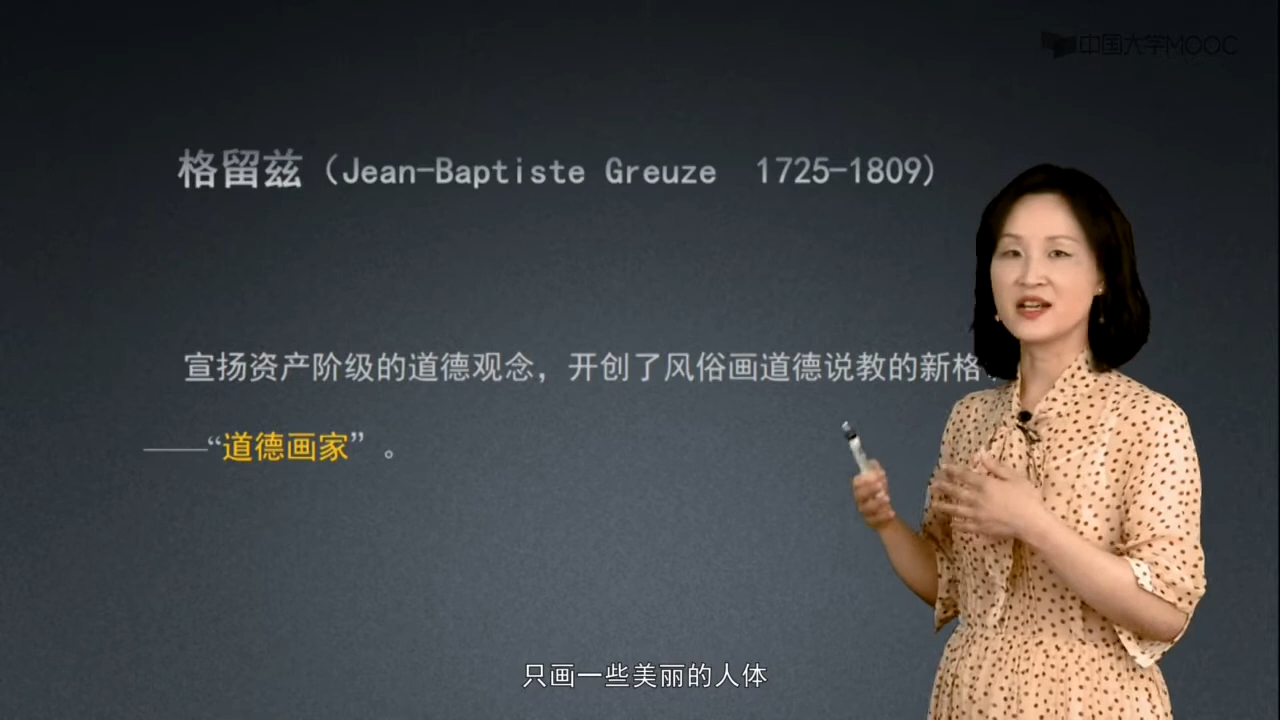 中国大学MOOC
格留兹（Jean-Baptiste Greuze 1725-1809）
宣扬资产阶级的道德观念，开创了风俗画道德说教的新格
——“道德画家”。
只画一些美丽的人体